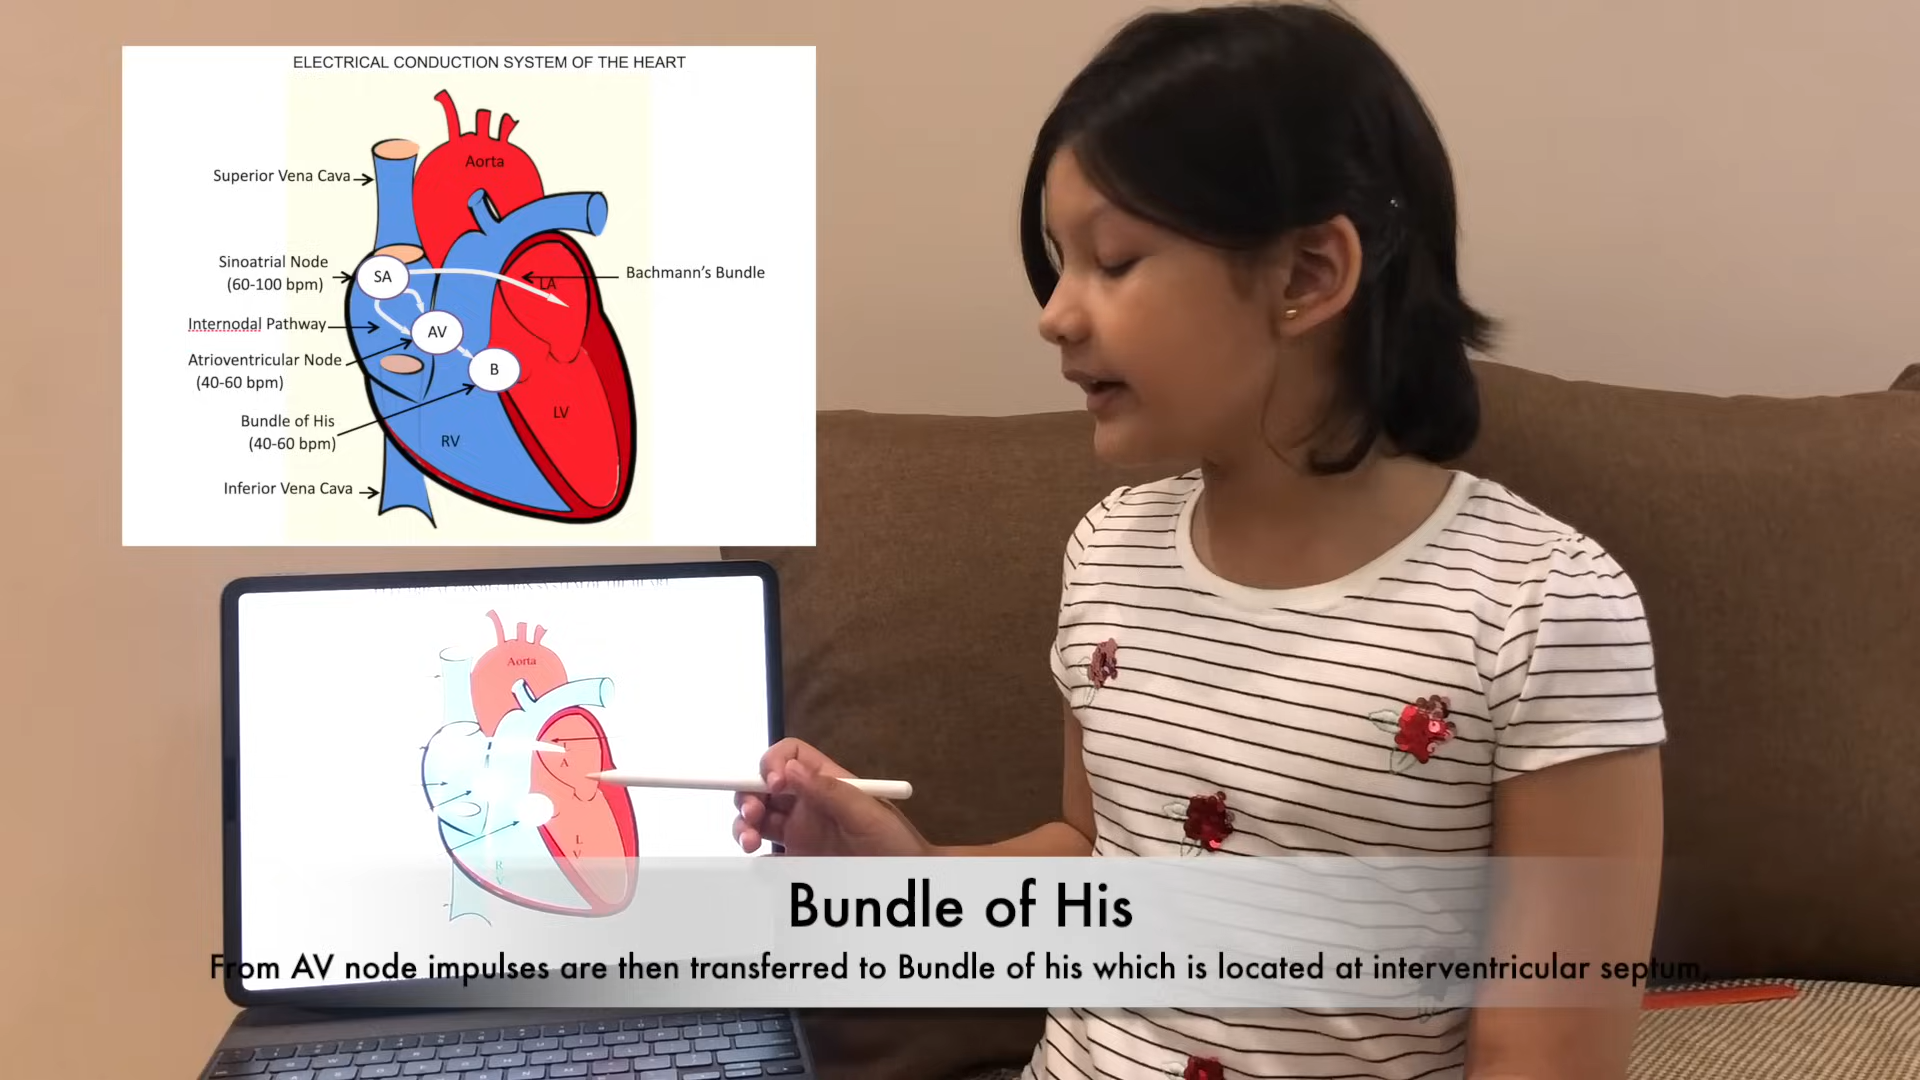 ELECTRICAL CONDUCTION SYSTEM OF THE HEART
Aorta
Superior Vena Cava
Sinoatrial Node
(60-100 bpm)
SA
LA
Bachmann's Bundle
Internodal Pathway
AV
Atrioventricular Node
(40-60 bpm)
B
LV
Bundle of His
(40-60 bpm)
RV
Inferior Vena Cava
Aorta
A
L
V
R
V
Bundle of His
From AV node impulses are then transferred to Bundle of his which is located at interventricular septum,